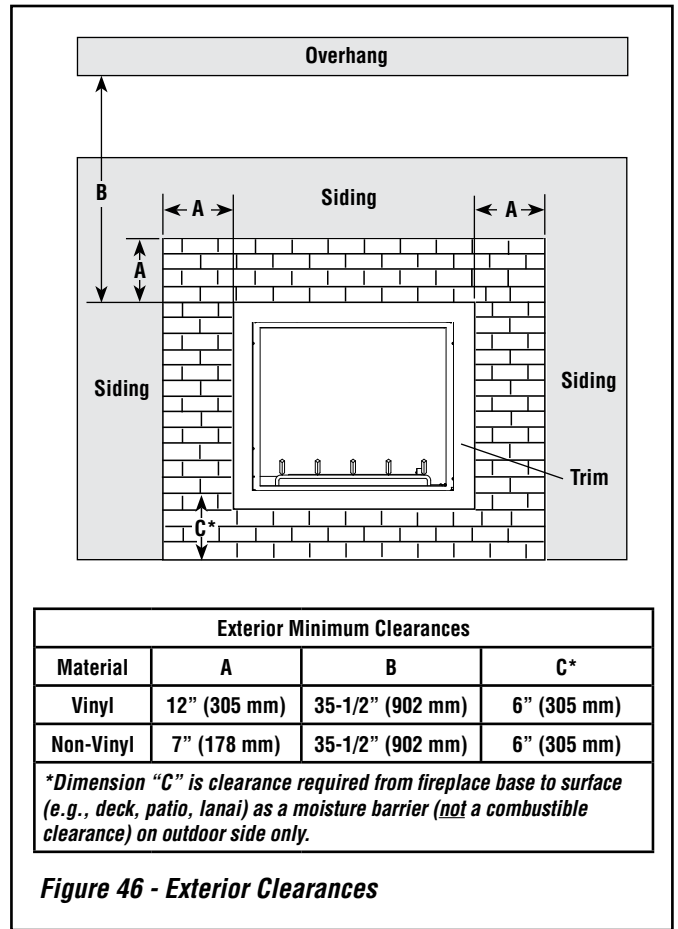 Overhang
B
A
Siding
A
A
Siding
Siding
Trim
C*
Exterior Minimum Clearances
Material A B C*
Vinyl 12” (305 mm) 35-1/2” (902 mm) 6” (305 mm)
Non-Vinyl 7” (178 mm) 35-1/2” (902 mm) 6” (305 mm)
*Dimension “C” is clearance required from fireplace base to surface
(e.g., deck, patio, lanai) as a moisture barrier (not a combustible
clearance) on outdoor side only.
Figure 46 - Exterior Clearances